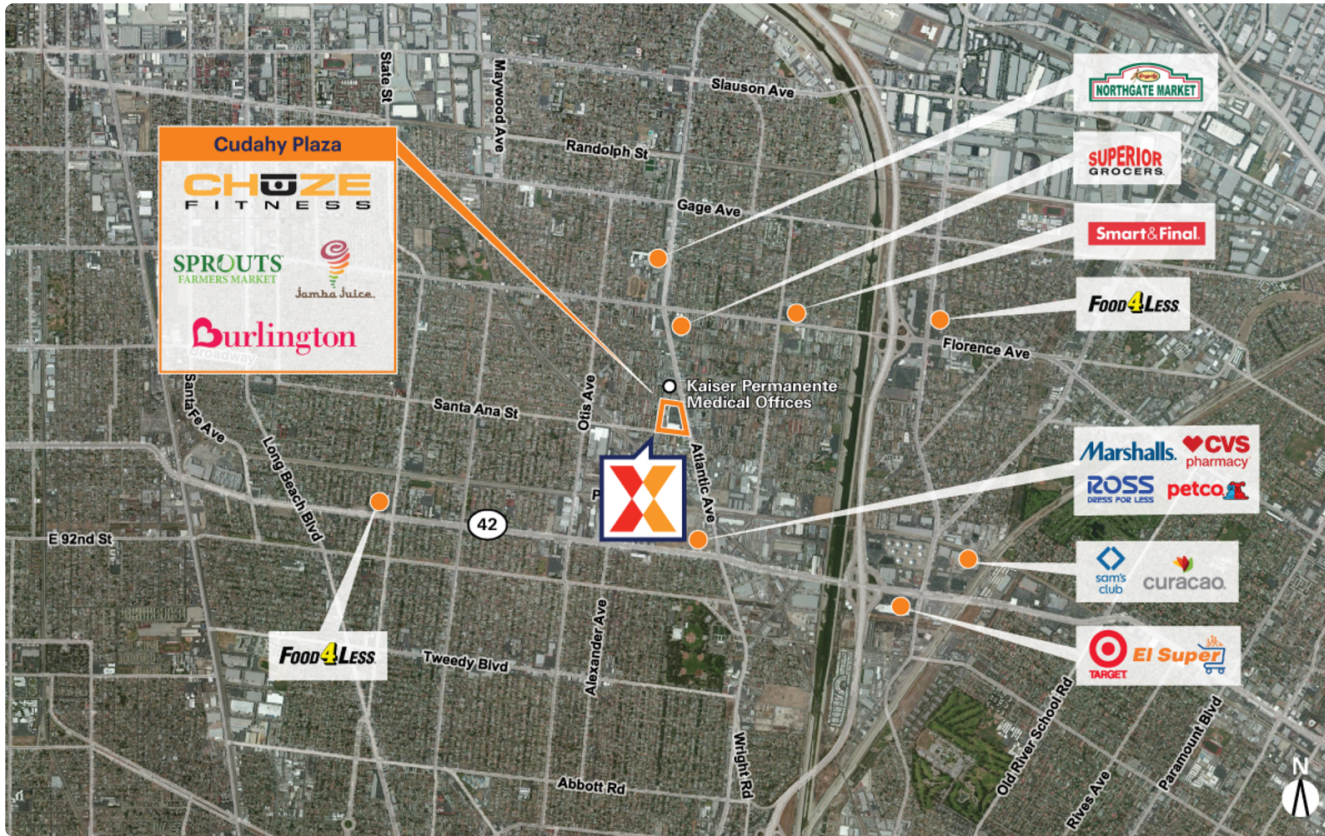 State St
Maywood Ave
Slauson Ave
Northgate
NORTHGATE MARKET
Cudahy Plaza
CHUZE
FITNESS
SPROUTS
FARMERS MARKET
Jamba Juice
Burlington
Broadway
Randolph St
Gage Ave
SUPERIOR
GROCERS
Smart&Final.
FOOD4LESS
Florence Ave
Kaiser Permanente
Medical Offices
Otis Ave
Santa Ana St
Santa Fe Ave
Long Beach Blvd
Atlantic Ave
Marshalls.
CVS
pharmacy
ROSS
DRESS FOR LESS
petco
42
E 92nd St
sam's
club
curacao.
TARGET
El Super
FOOD4LESS
Tweedy Blvd
Alexander Ave
Wright Rd
Abbott Rd
Old River School Rd
Rives Ave
Paramount Blvd
N